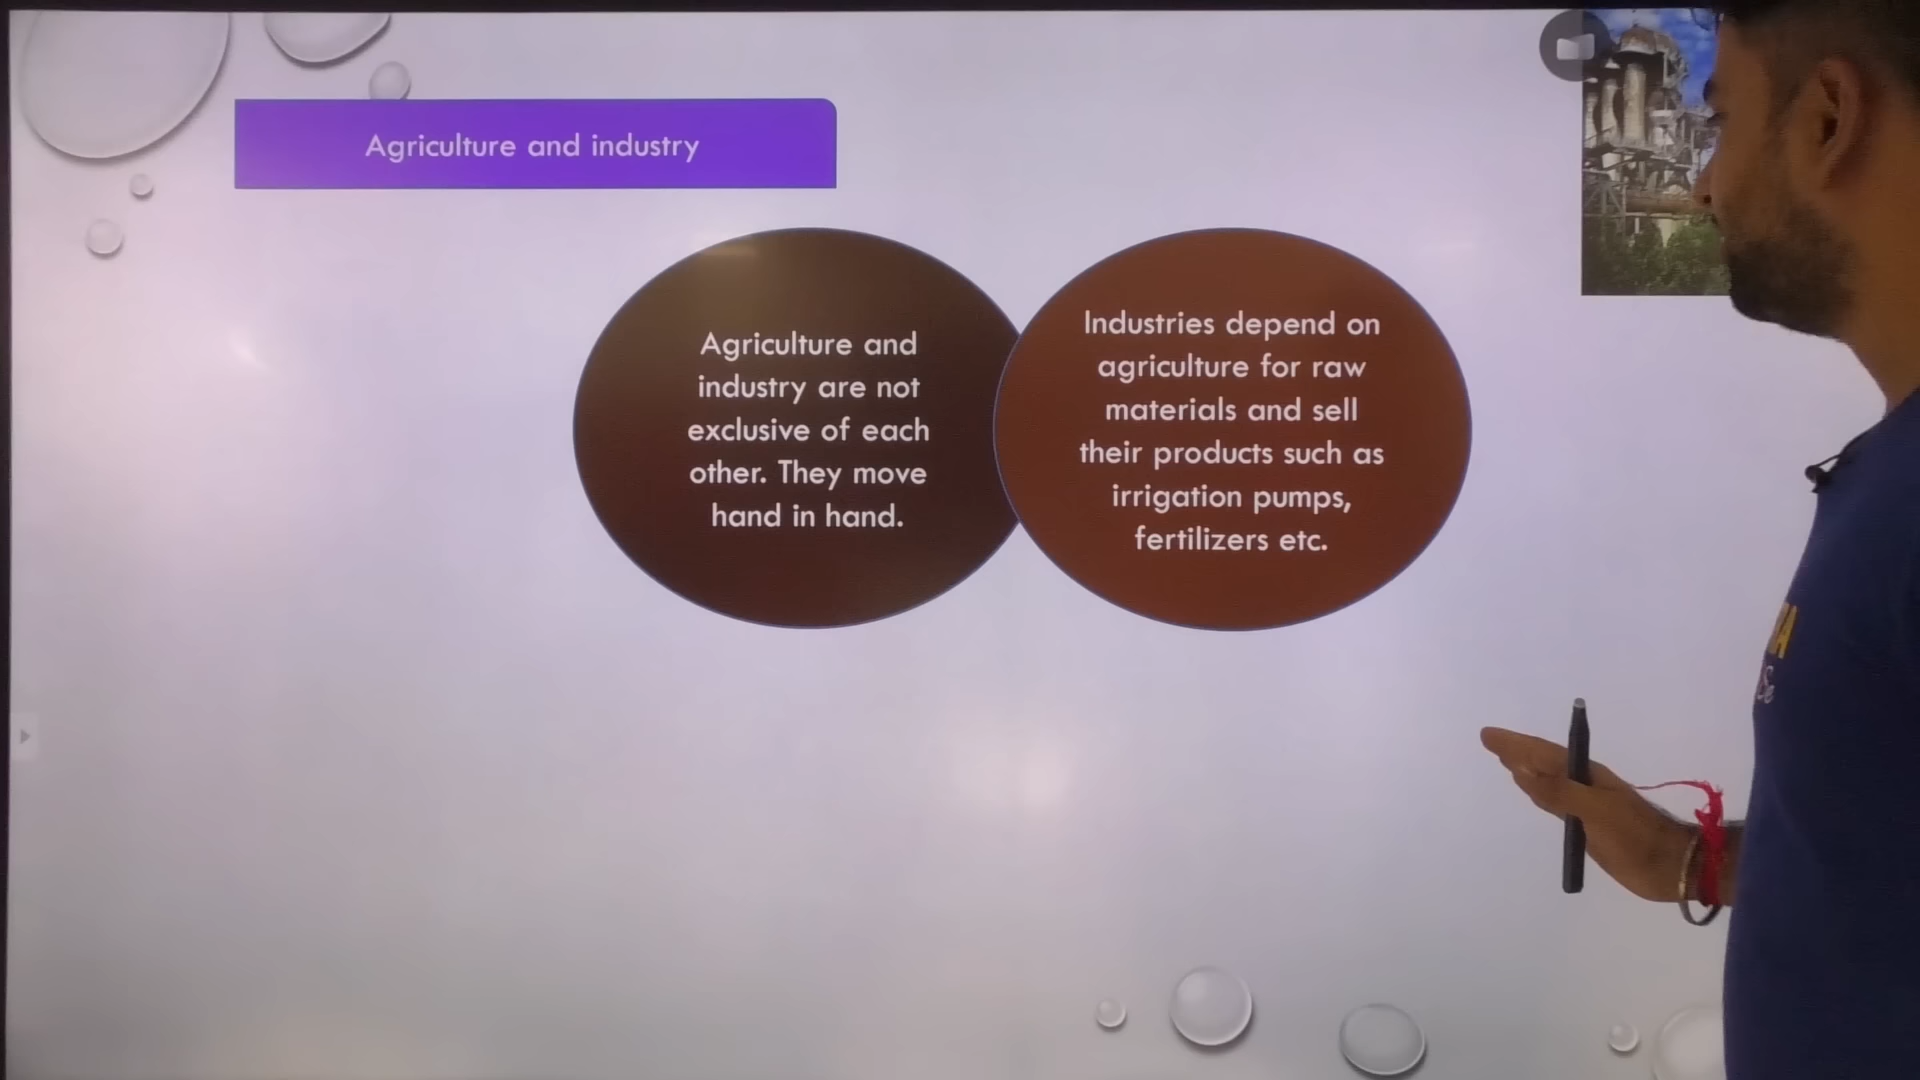 Agriculture and industry
Agriculture and
industry are not
exclusive of each
other. They move
hand in hand.
Industries depend on
agriculture for raw
materials and sell
their products such as
irrigation pumps,
fertilizers etc.